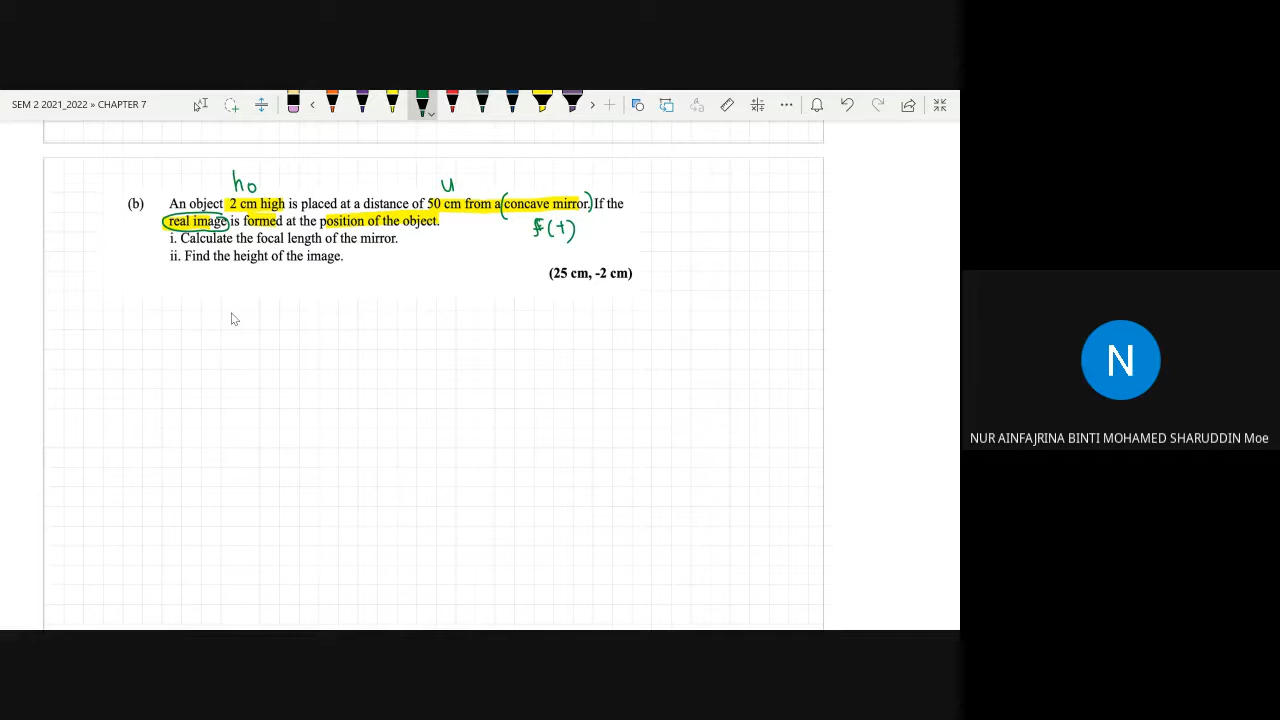 SEM 2 2021_2022 » CHAPTER 7
ho
u
(b) An object 2 cm high is placed at a distance of 50 cm from a (concave mirror.) If the
real image is formed at the position of the object.
f (+)
i. Calculate the focal length of the mirror.
ii. Find the height of the image.
(25 cm, -2 cm)
N
NUR AINFAJRINA BINTI MOHAMED SHARUDDIN Moe